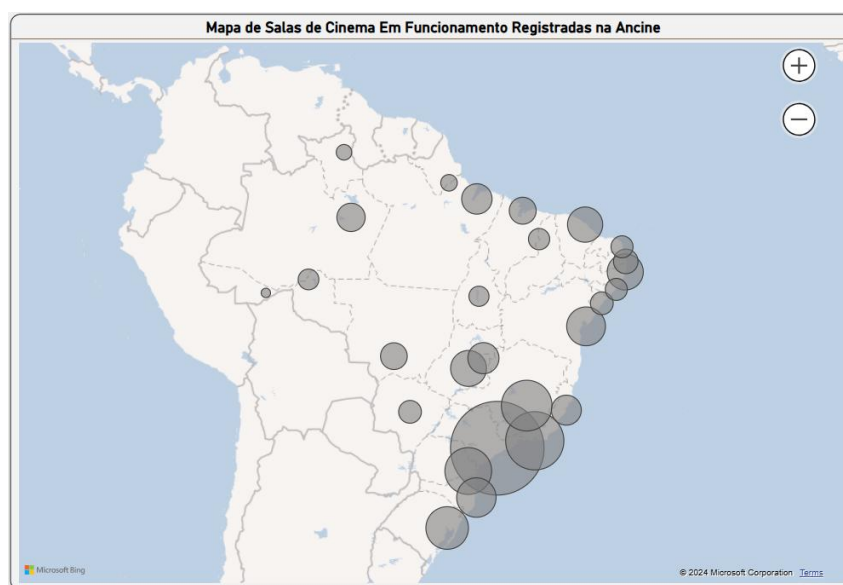 Mapa de Salas de Cinema Em Funcionamento Registradas na Ancine
+
−
Microsoft Bing
© 2024 Microsoft Corporation Terms